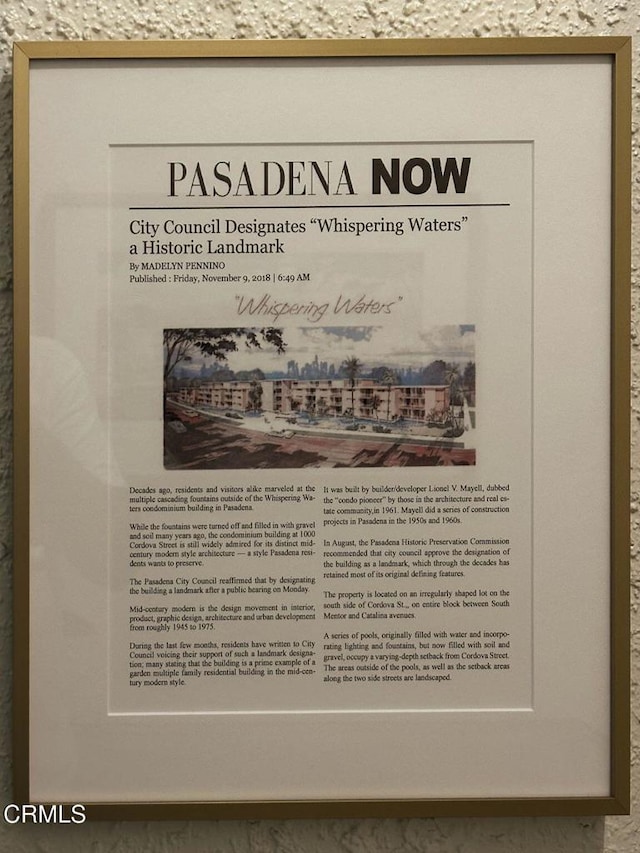 PASADENA NOW
City Council Designates “Whispering Waters”
a Historic Landmark
By MADELYN PENNINO
Published : Friday, November 9, 2018 | 6:49 AM
"Whispering Waters"
Decades ago, residents and visitors alike marveled at the
multiple cascading fountains outside of the Whispering Wa-
ters condominium building in Pasadena.
While the fountains were turned off and filled in with gravel
and soil many years ago, the condominium building at 1000
Cordova Street is still widely admired for its distinct mid-
century modern style architecture — a style Pasadena resi-
dents wants to preserve.
The Pasadena City Council reaffirmed that by designating
the building a landmark after a public hearing on Monday.
Mid-century modern is the design movement in interior,
product, graphic design, architecture and urban development
from roughly 1945 to 1975.
During the last few months, residents have written to City
Council voicing their support of such a landmark designa-
tion; many stating that the building is a prime example of a
garden multiple family residential building in the mid-cen-
tury modern style.
It was built by builder/developer Lionel V. Mayell, dubbed
the “condo pioneer” by those in the architecture and real es-
tate community,in 1961. Mayell did a series of construction
projects in Pasadena in the 1950s and 1960s.
In August, the Pasadena Historic Preservation Commission
recommended that city council approve the designation of
the building as a landmark, which through the decades has
retained most of its original defining features.
The property is located on an irregularly shaped lot on the
south side of Cordova St., on entire block between South
Mentor and Catalina avenues.
A series of pools, originally filled with water and incorpo-
rating lighting and fountains, but now filled with soil and
gravel, occupy a varying-depth setback from Cordova Street.
The areas outside of the pools, as well as the setback areas
along the two side streets are landscaped.
CRMLS